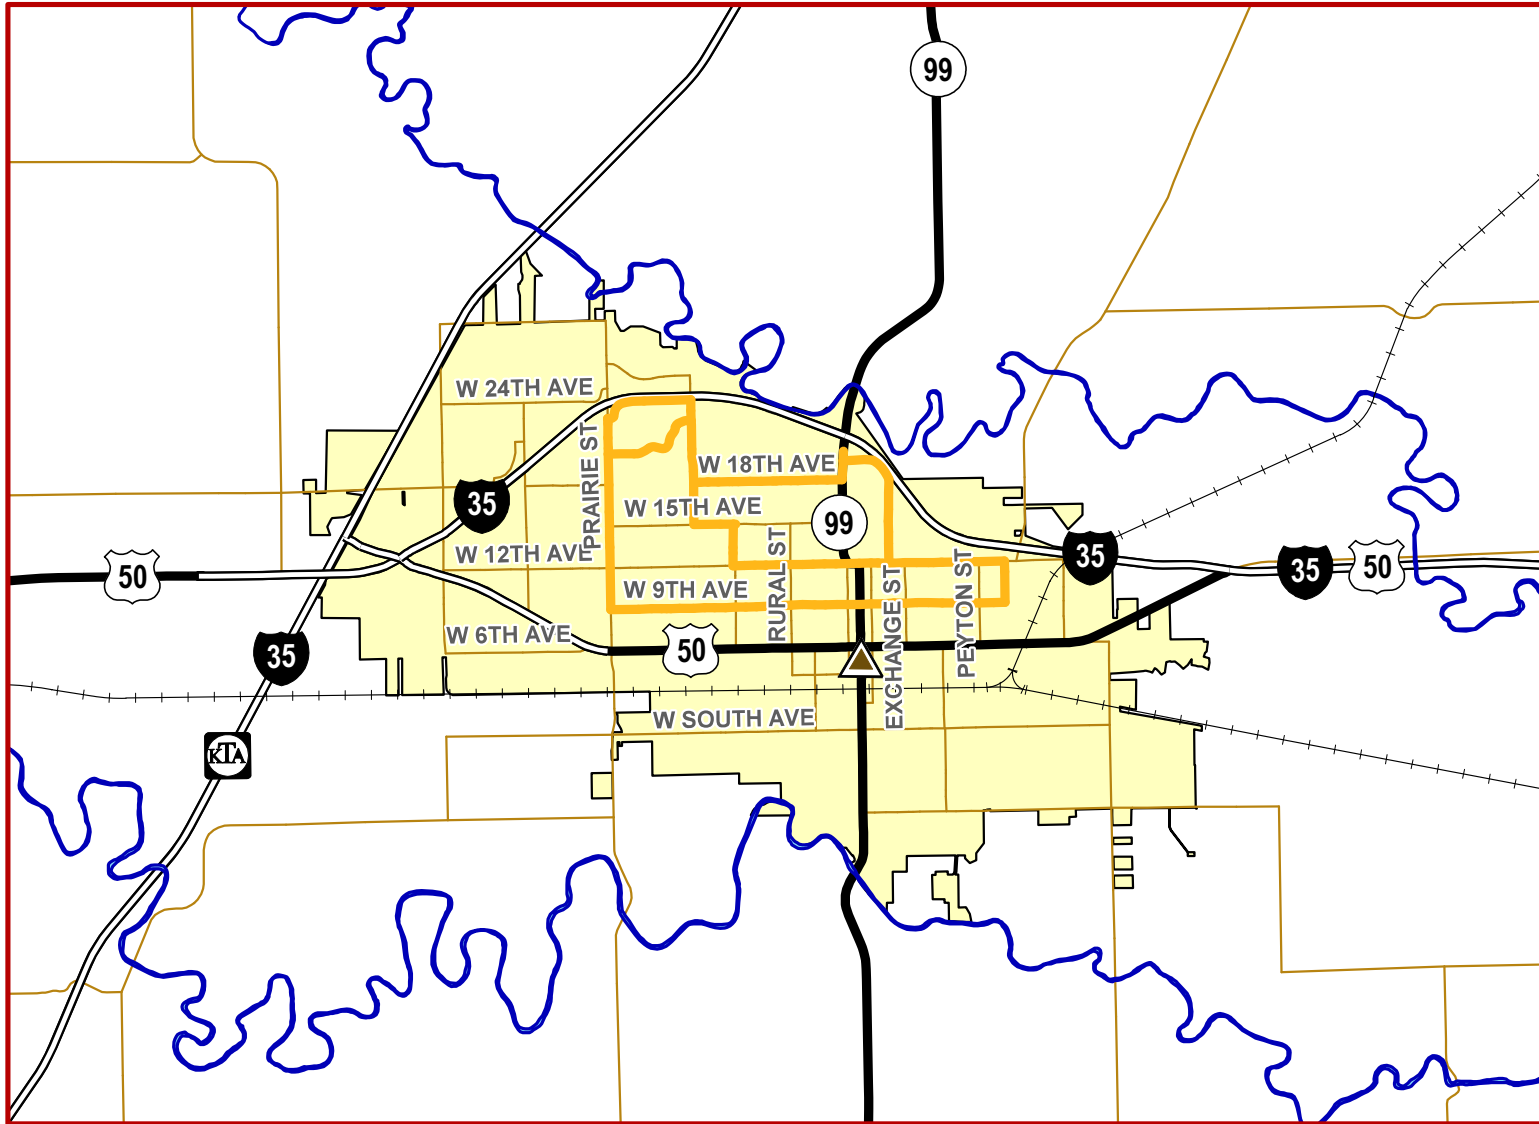 99
W 24TH AVE
PRAIRIE ST
W 18TH AVE
35
W 15TH AVE
99
W 12TH AVE
RURAL ST
PEYTON ST
35
35
50
50
W 9TH AVE
EXCHANGE ST
W 6TH AVE
50
35
W SOUTH AVE
KTA